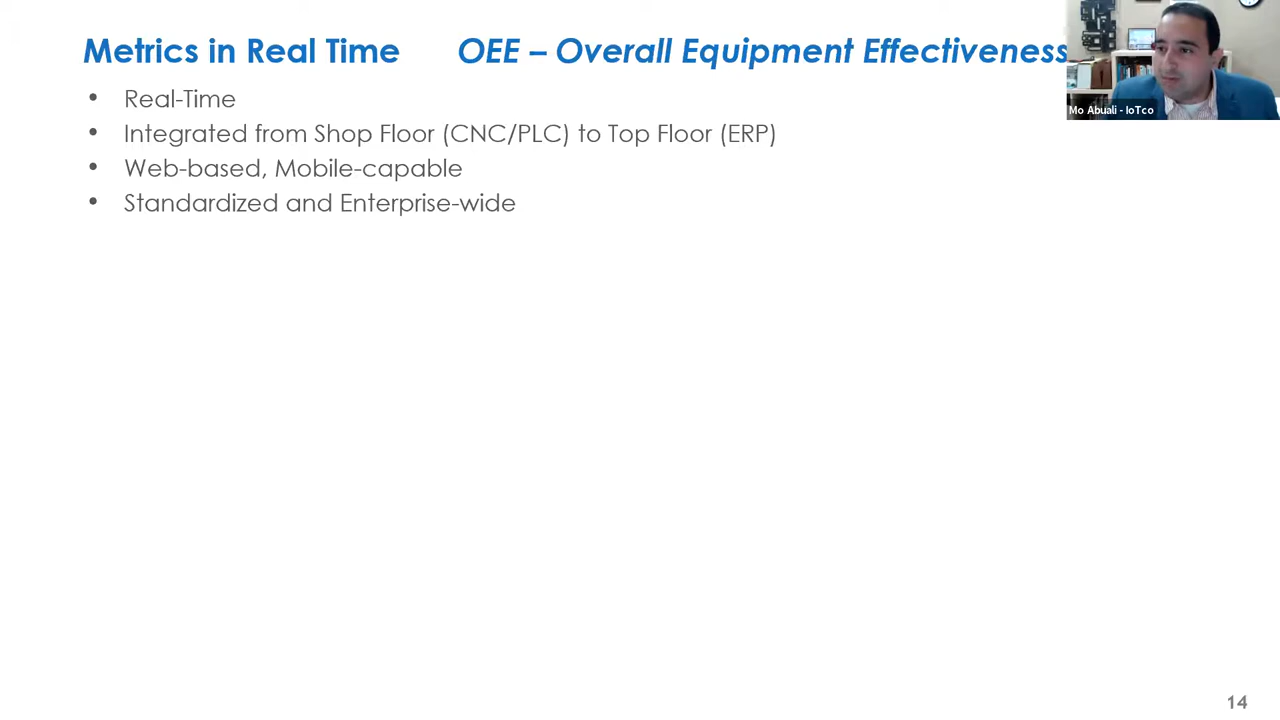 Metrics in Real Time OEE – Overall Equipment Effectiveness
• Real-Time
• Integrated from Shop Floor (CNC/PLC) to Top Floor (ERP)
• Web-based, Mobile-capable
• Standardized and Enterprise-wide
Mo Abuali - IoTco
14